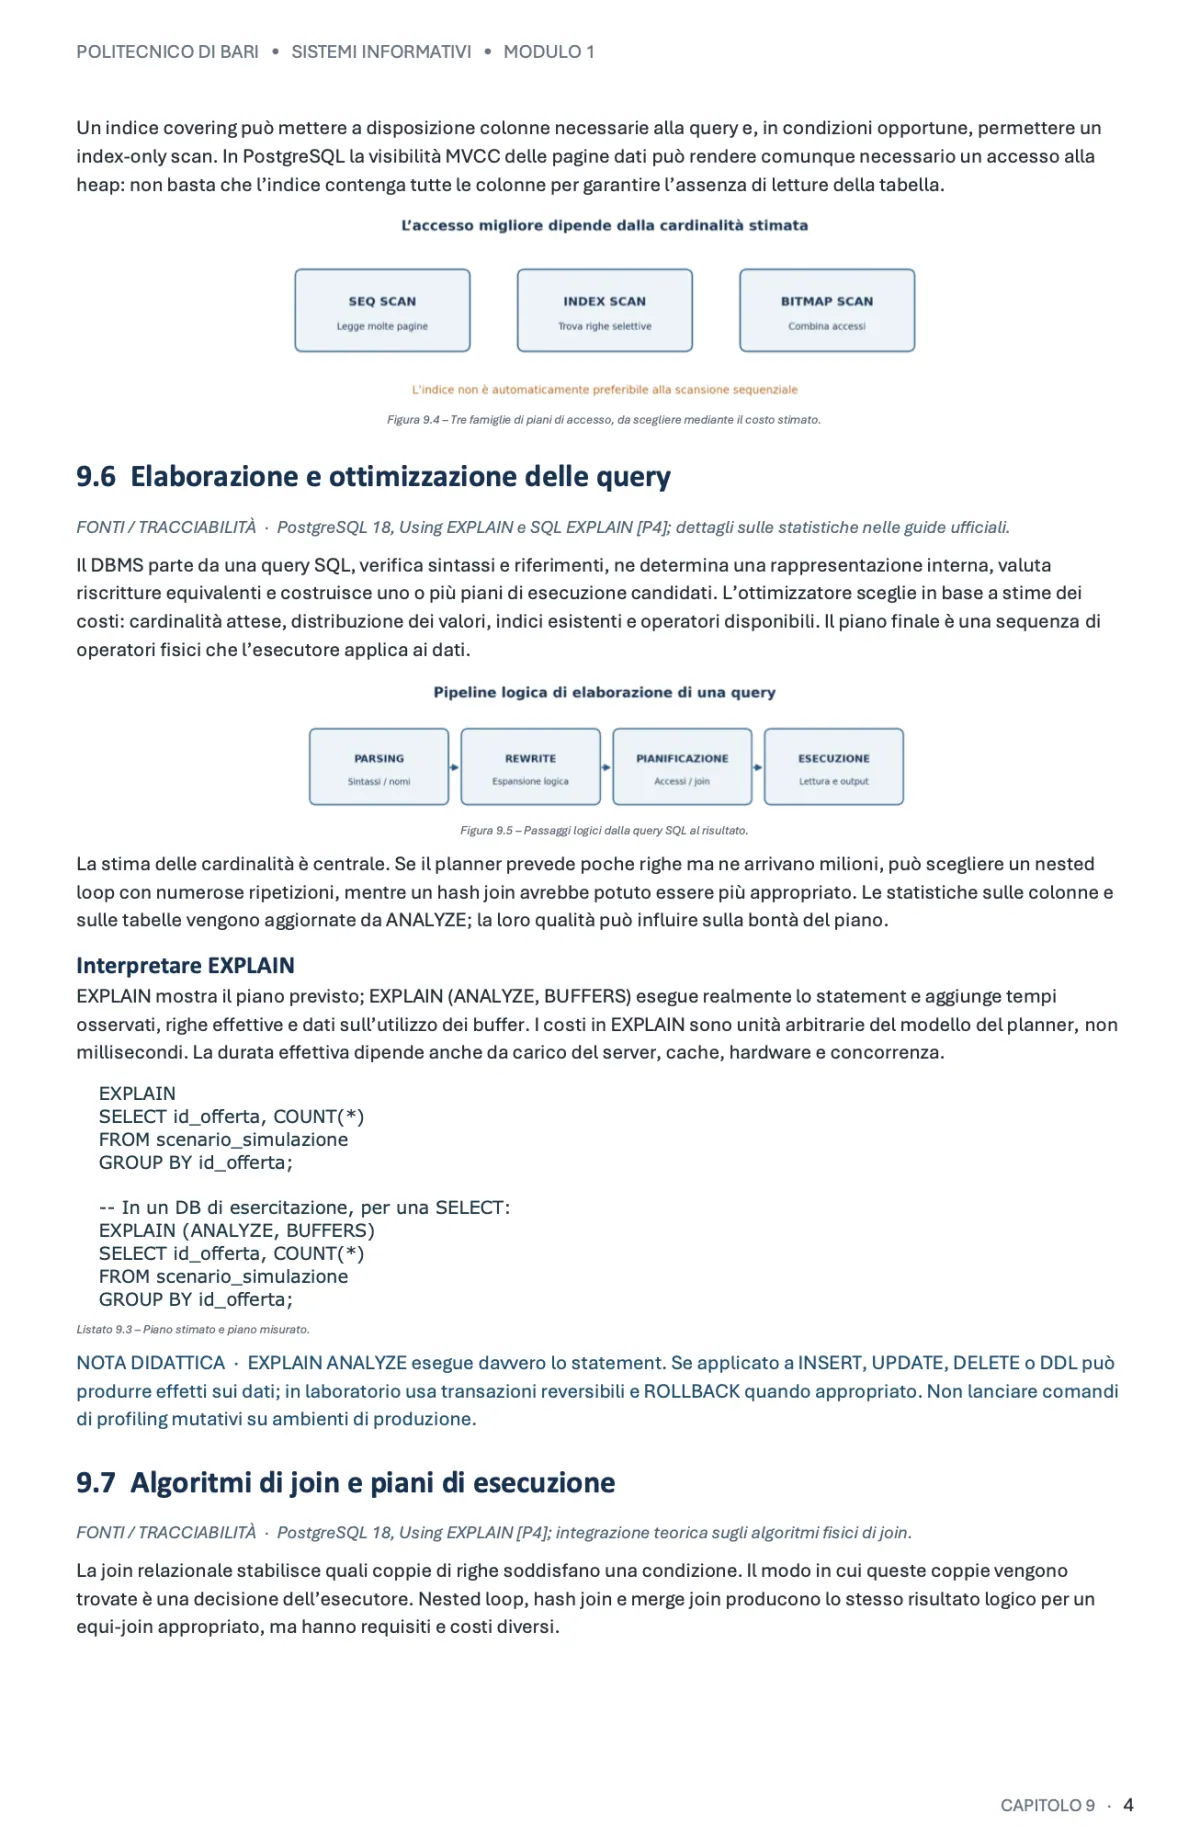 POLITECNICO DI BARI • SISTEMI INFORMATIVI • MODULO 1
Un indice covering può mettere a disposizione colonne necessarie alla query e, in condizioni opportune, permettere un
index-only scan. In PostgreSQL la visibilità MVCC delle pagine dati può rendere comunque necessario un accesso alla
heap: non basta che l’indice contenga tutte le colonne per garantire l’assenza di letture della tabella.
L’accesso migliore dipende dalla cardinalità stimata
SEQ SCAN
Legge molte pagine
INDEX SCAN
Trova righe selettive
BITMAP SCAN
Combina accessi
L’indice non è automaticamente preferibile alla scansione sequenziale
Figura 9.4 – Tre famiglie di piani di accesso, da scegliere mediante il costo stimato.
9.6 Elaborazione e ottimizzazione delle query
FONTI / TRACCIABILITÀ · PostgreSQL 18, Using EXPLAIN e SQL EXPLAIN [P4]; dettagli sulle statistiche nelle guide ufficiali.
Il DBMS parte da una query SQL, verifica sintassi e riferimenti, ne determina una rappresentazione interna, valuta
riscritture equivalenti e costruisce uno o più piani di esecuzione candidati. L’ottimizzatore sceglie in base a stime dei
costi: cardinalità attese, distribuzione dei valori, indici esistenti e operatori disponibili. Il piano finale è una sequenza di
operatori fisici che l’esecutore applica ai dati.
Pipeline logica di elaborazione di una query
PARSING
Sintassi / nomi
REWRITE
Espansione logica
PIANIFICAZIONE
Accessi / join
ESECUZIONE
Lettura e output
Figura 9.5 – Passaggi logici dalla query SQL al risultato.
La stima delle cardinalità è centrale. Se il planner prevede poche righe ma ne arrivano milioni, può scegliere un nested
loop con numerose ripetizioni, mentre un hash join avrebbe potuto essere più appropriato. Le statistiche sulle colonne e
sulle tabelle vengono aggiornate da ANALYZE; la loro qualità può influire sulla bontà del piano.
Interpretare EXPLAIN
EXPLAIN mostra il piano previsto; EXPLAIN (ANALYZE, BUFFERS) esegue realmente lo statement e aggiunge tempi
osservati, righe effettive e dati sull’utilizzo dei buffer. I costi in EXPLAIN sono unità arbitrarie del modello del planner, non
millisecondi. La durata effettiva dipende anche da carico del server, cache, hardware e concorrenza.
EXPLAIN
SELECT id_offerta, COUNT(*)
FROM scenario_simulazione
GROUP BY id_offerta;
-- In un DB di esercitazione, per una SELECT:
EXPLAIN (ANALYZE, BUFFERS)
SELECT id_offerta, COUNT(*)
FROM scenario_simulazione
GROUP BY id_offerta;
Listato 9.3 – Piano stimato e piano misurato.
NOTA DIDATTICA · EXPLAIN ANALYZE esegue davvero lo statement. Se applicato a INSERT, UPDATE, DELETE o DDL può
produrre effetti sui dati; in laboratorio usa transazioni reversibili e ROLLBACK quando appropriato. Non lanciare comandi
di profiling mutativi su ambienti di produzione.
9.7 Algoritmi di join e piani di esecuzione
FONTI / TRACCIABILITÀ · PostgreSQL 18, Using EXPLAIN [P4]; integrazione teorica sugli algoritmi fisici di join.
La join relazionale stabilisce quali coppie di righe soddisfano una condizione. Il modo in cui queste coppie vengono
trovate è una decisione dell’esecutore. Nested loop, hash join e merge join producono lo stesso risultato logico per un
equi-join appropriato, ma hanno requisiti e costi diversi.
CAPITOLO 9 · 4